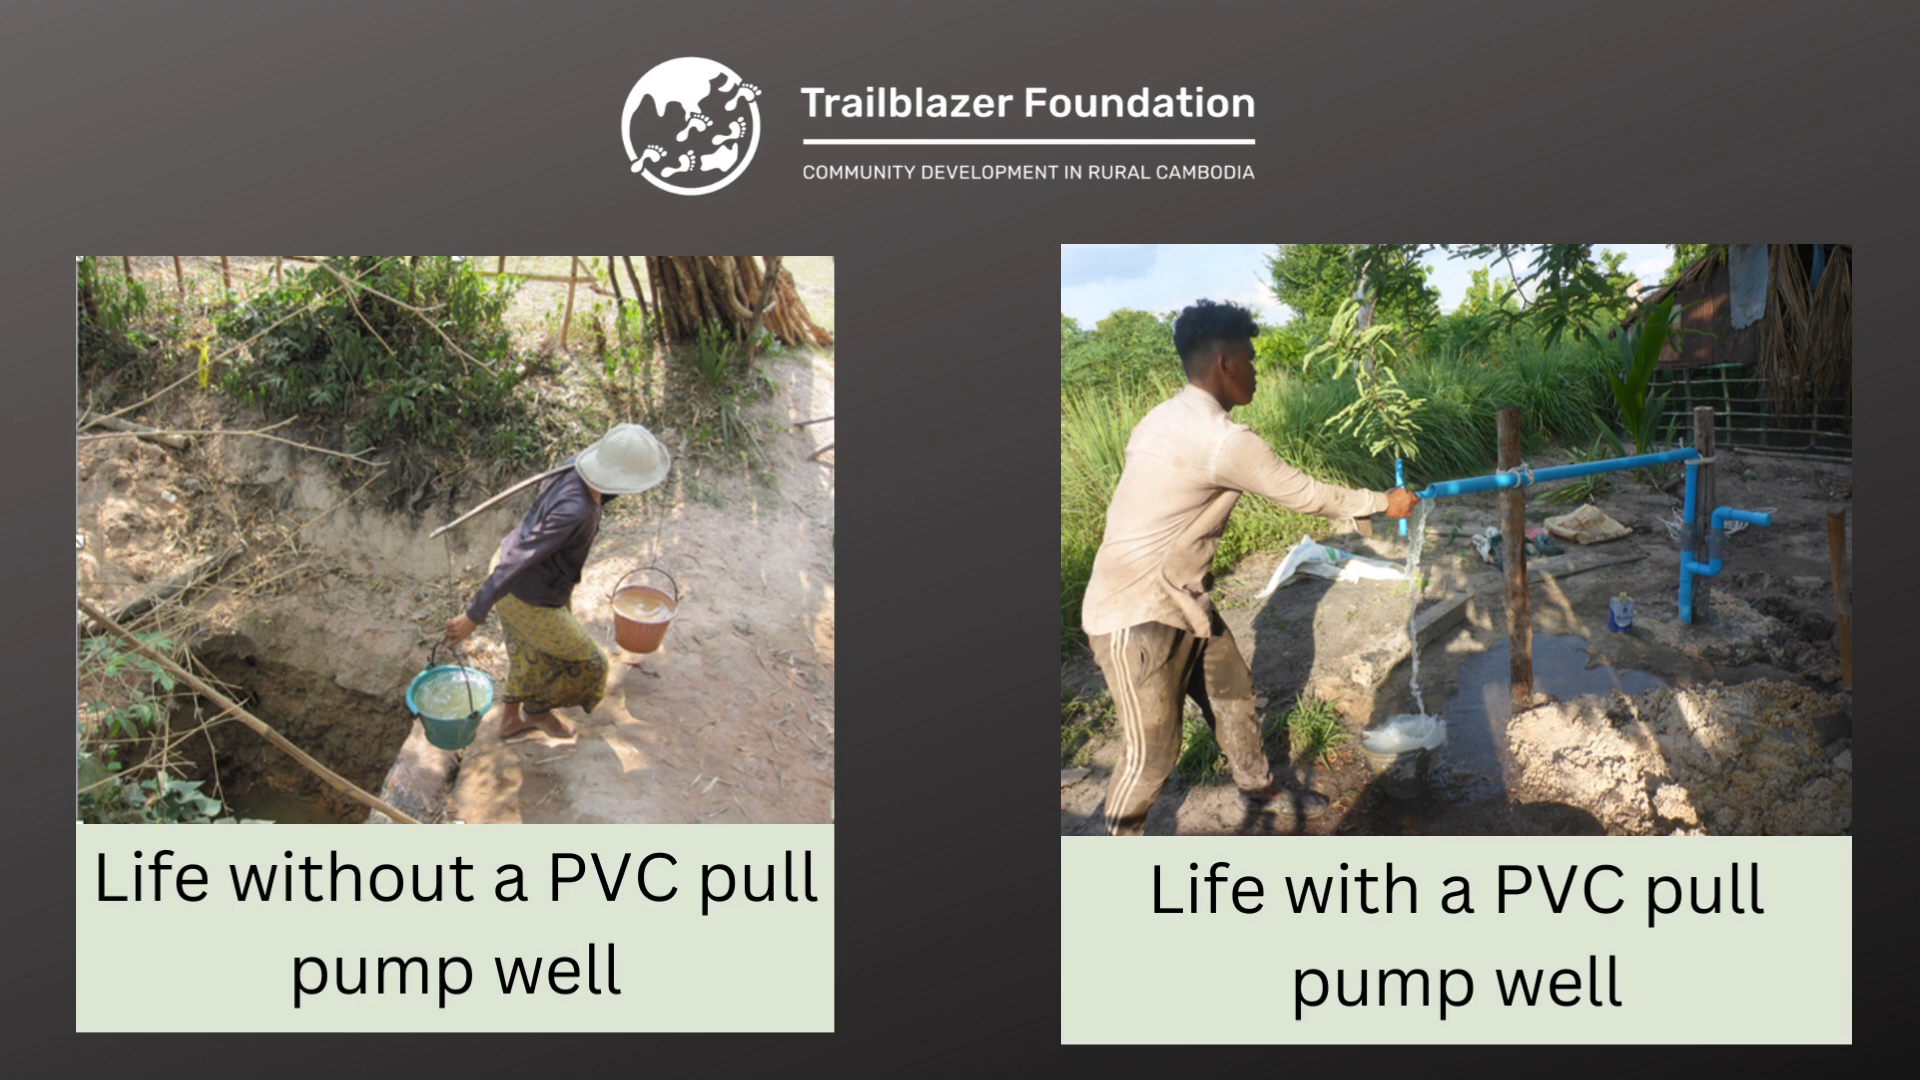 Trailblazer Foundation
COMMUNITY DEVELOPMENT IN RURAL CAMBODIA
Life without a PVC pull
pump well
Life with a PVC pull
pump well